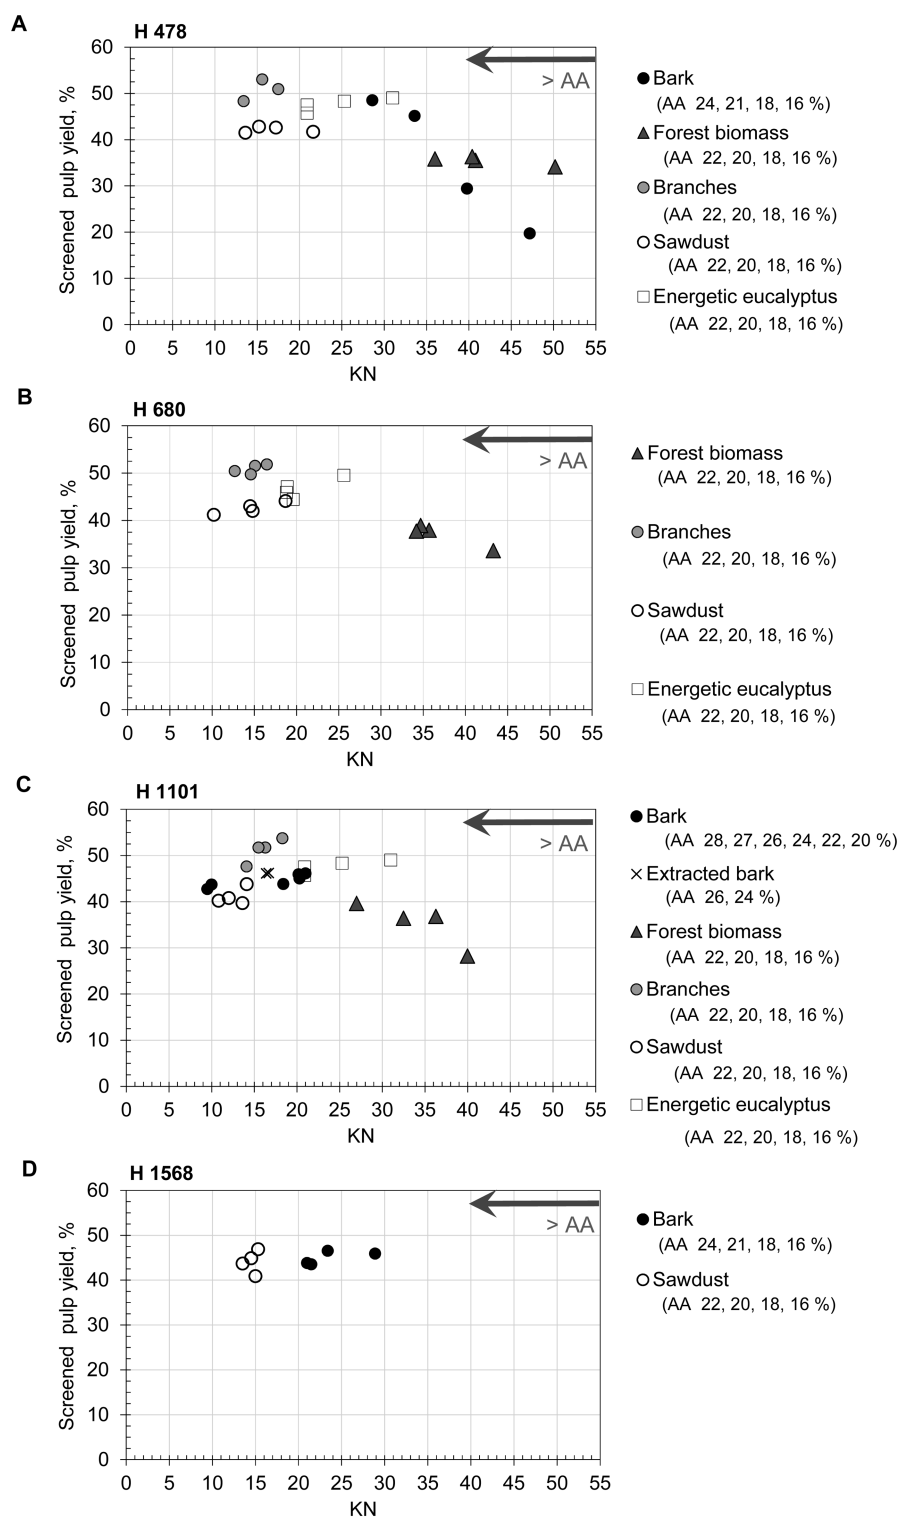 A
H 478
60
50
40
30
20
10
0
Screened pulp yield, %
> AA
0 5 10 15 20 25 30 35 40 45 50 55
KN
Bark
(AA 24, 21, 18, 16 %)
Forest biomass
(AA 22, 20, 18, 16 %)
Branches
(AA 22, 20, 18, 16 %)
Sawdust
(AA 22, 20, 18, 16 %)
Energetic eucalyptus
(AA 22, 20, 18, 16 %)
B
H 680
60
50
40
30
20
10
0
Screened pulp yield, %
> AA
0 5 10 15 20 25 30 35 40 45 50 55
KN
Forest biomass
(AA 22, 20, 18, 16 %)
Branches
(AA 22, 20, 18, 16 %)
Sawdust
(AA 22, 20, 18, 16 %)
Energetic eucalyptus
(AA 22, 20, 18, 16 %)
C
H 1101
60
50
40
30
20
10
0
Screened pulp yield, %
> AA
0 5 10 15 20 25 30 35 40 45 50 55
KN
Bark
(AA 28, 27, 26, 24, 22, 20 %)
Extracted bark
(AA 26, 24 %)
Forest biomass
(AA 22, 20, 18, 16 %)
Branches
(AA 22, 20, 18, 16 %)
Sawdust
(AA 22, 20, 18, 16 %)
Energetic eucalyptus
(AA 22, 20, 18, 16 %)
D
H 1568
60
50
40
30
20
10
0
Screened pulp yield, %
> AA
0 5 10 15 20 25 30 35 40 45 50 55
KN
Bark
(AA 24, 21, 18, 16 %)
Sawdust
(AA 22, 20, 18, 16 %)